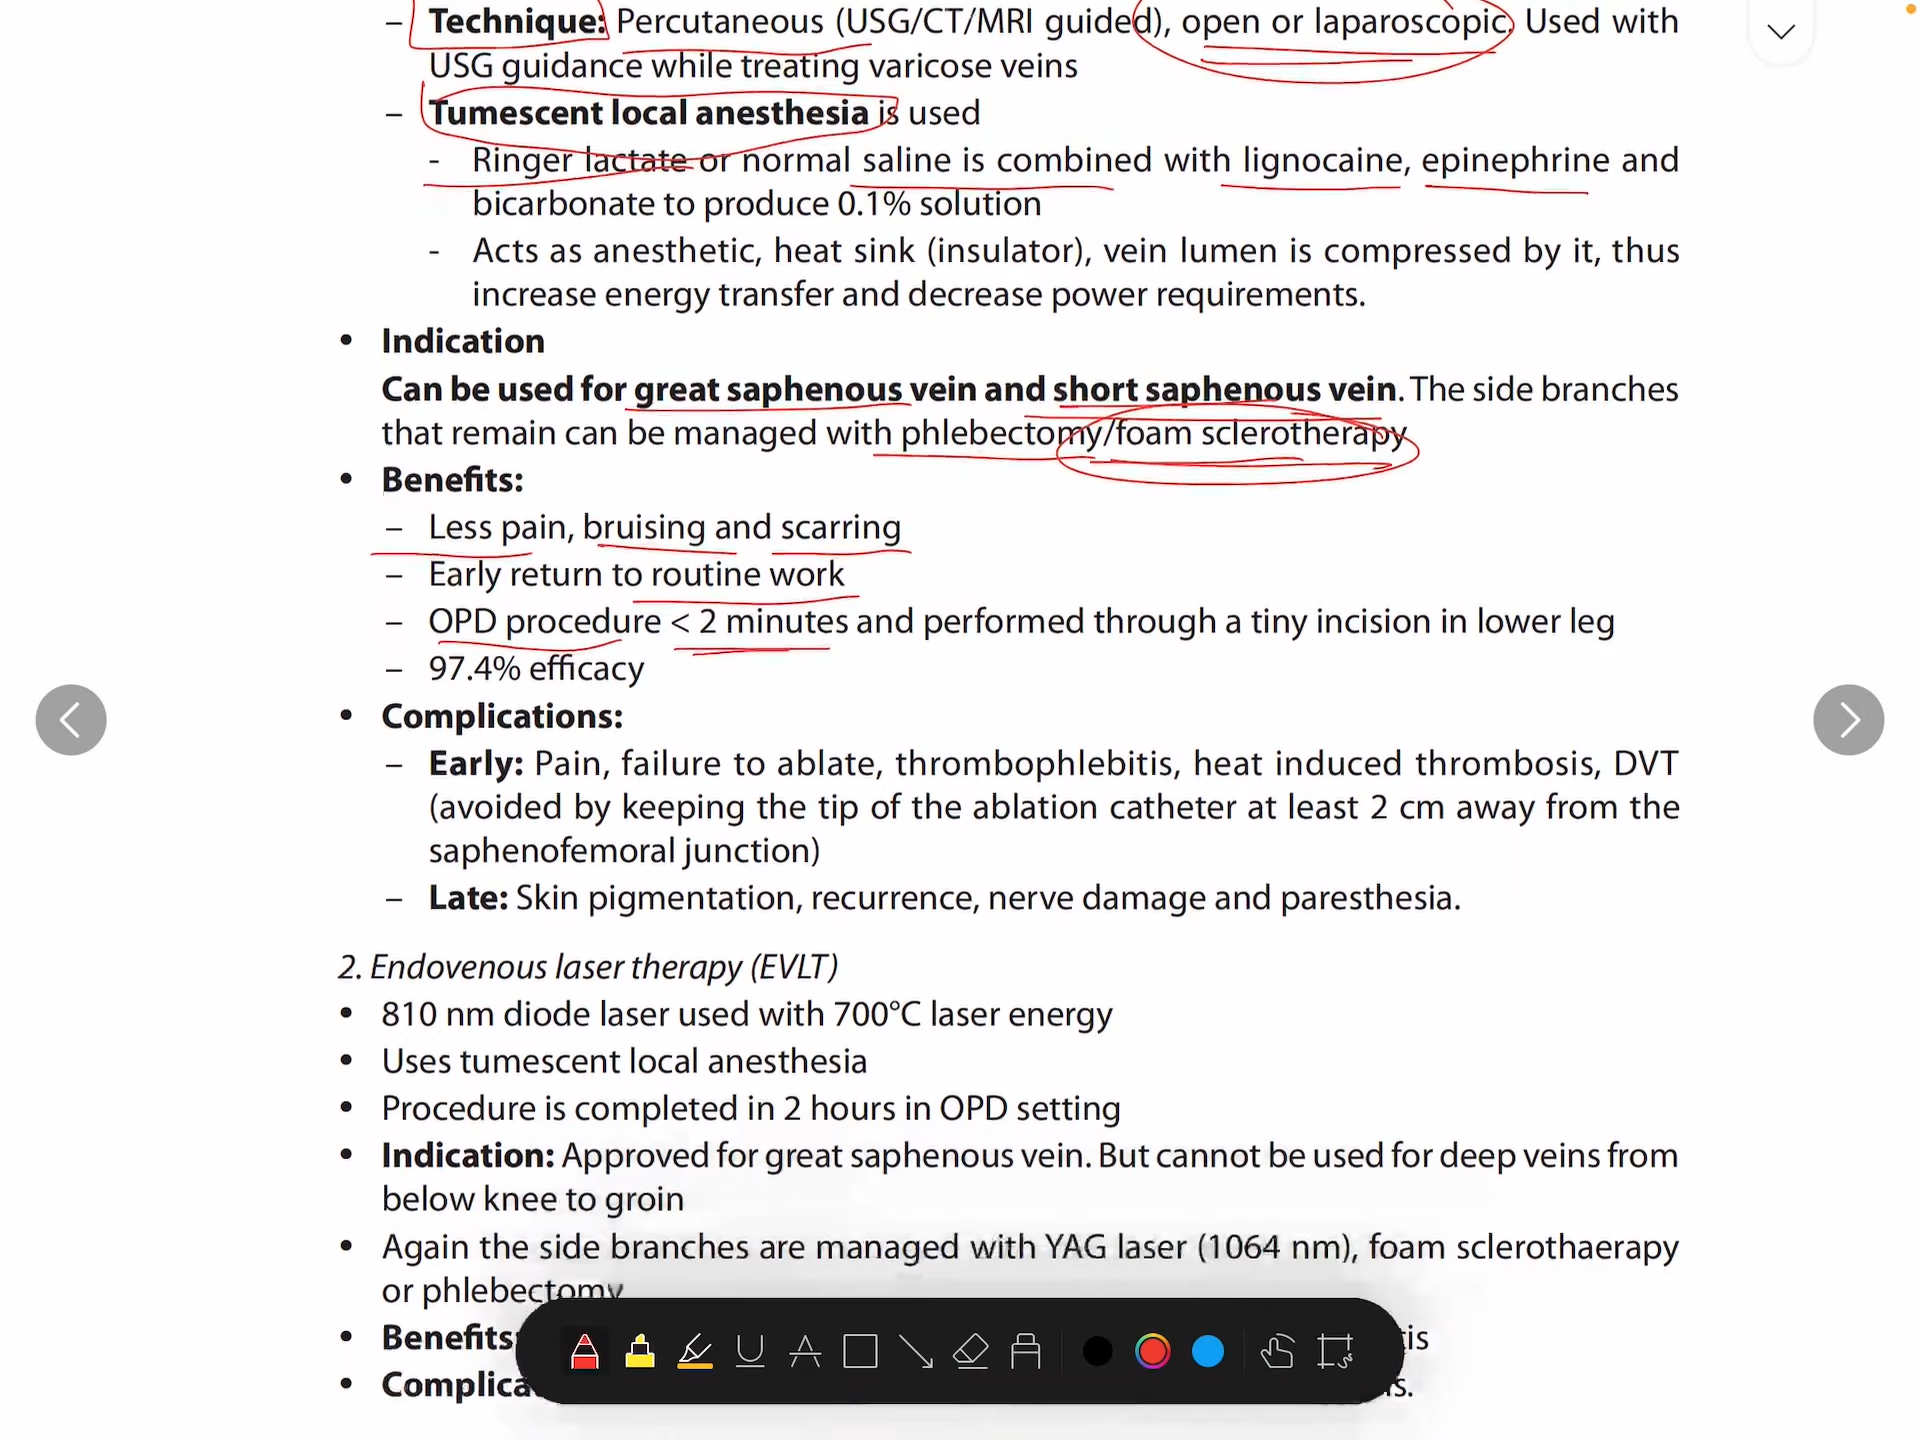 – Technique: Percutaneous (USG/CT/MRI guided), open or laparoscopic. Used with
USG guidance while treating varicose veins
– Tumescent local anesthesia is used
- Ringer lactate or normal saline is combined with lignocaine, epinephrine and
bicarbonate to produce 0.1% solution
- Acts as anesthetic, heat sink (insulator), vein lumen is compressed by it, thus
increase energy transfer and decrease power requirements.
• Indication
Can be used for great saphenous vein and short saphenous vein. The side branches
that remain can be managed with phlebectomy/foam sclerotherapy
• Benefits:
– Less pain, bruising and scarring
– Early return to routine work
– OPD procedure < 2 minutes and performed through a tiny incision in lower leg
– 97.4% efficacy
• Complications:
– Early: Pain, failure to ablate, thrombophlebitis, heat induced thrombosis, DVT
(avoided by keeping the tip of the ablation catheter at least 2 cm away from the
saphenofemoral junction)
– Late: Skin pigmentation, recurrence, nerve damage and paresthesia.
2. Endovenous laser therapy (EVLT)
• 810 nm diode laser used with 700°C laser energy
• Uses tumescent local anesthesia
• Procedure is completed in 2 hours in OPD setting
• Indication: Approved for great saphenous vein. But cannot be used for deep veins from
below knee to groin
• Again the side branches are managed with YAG laser (1064 nm), foam sclerothaerapy
or phlebectomy
• Benefits:
• Complica